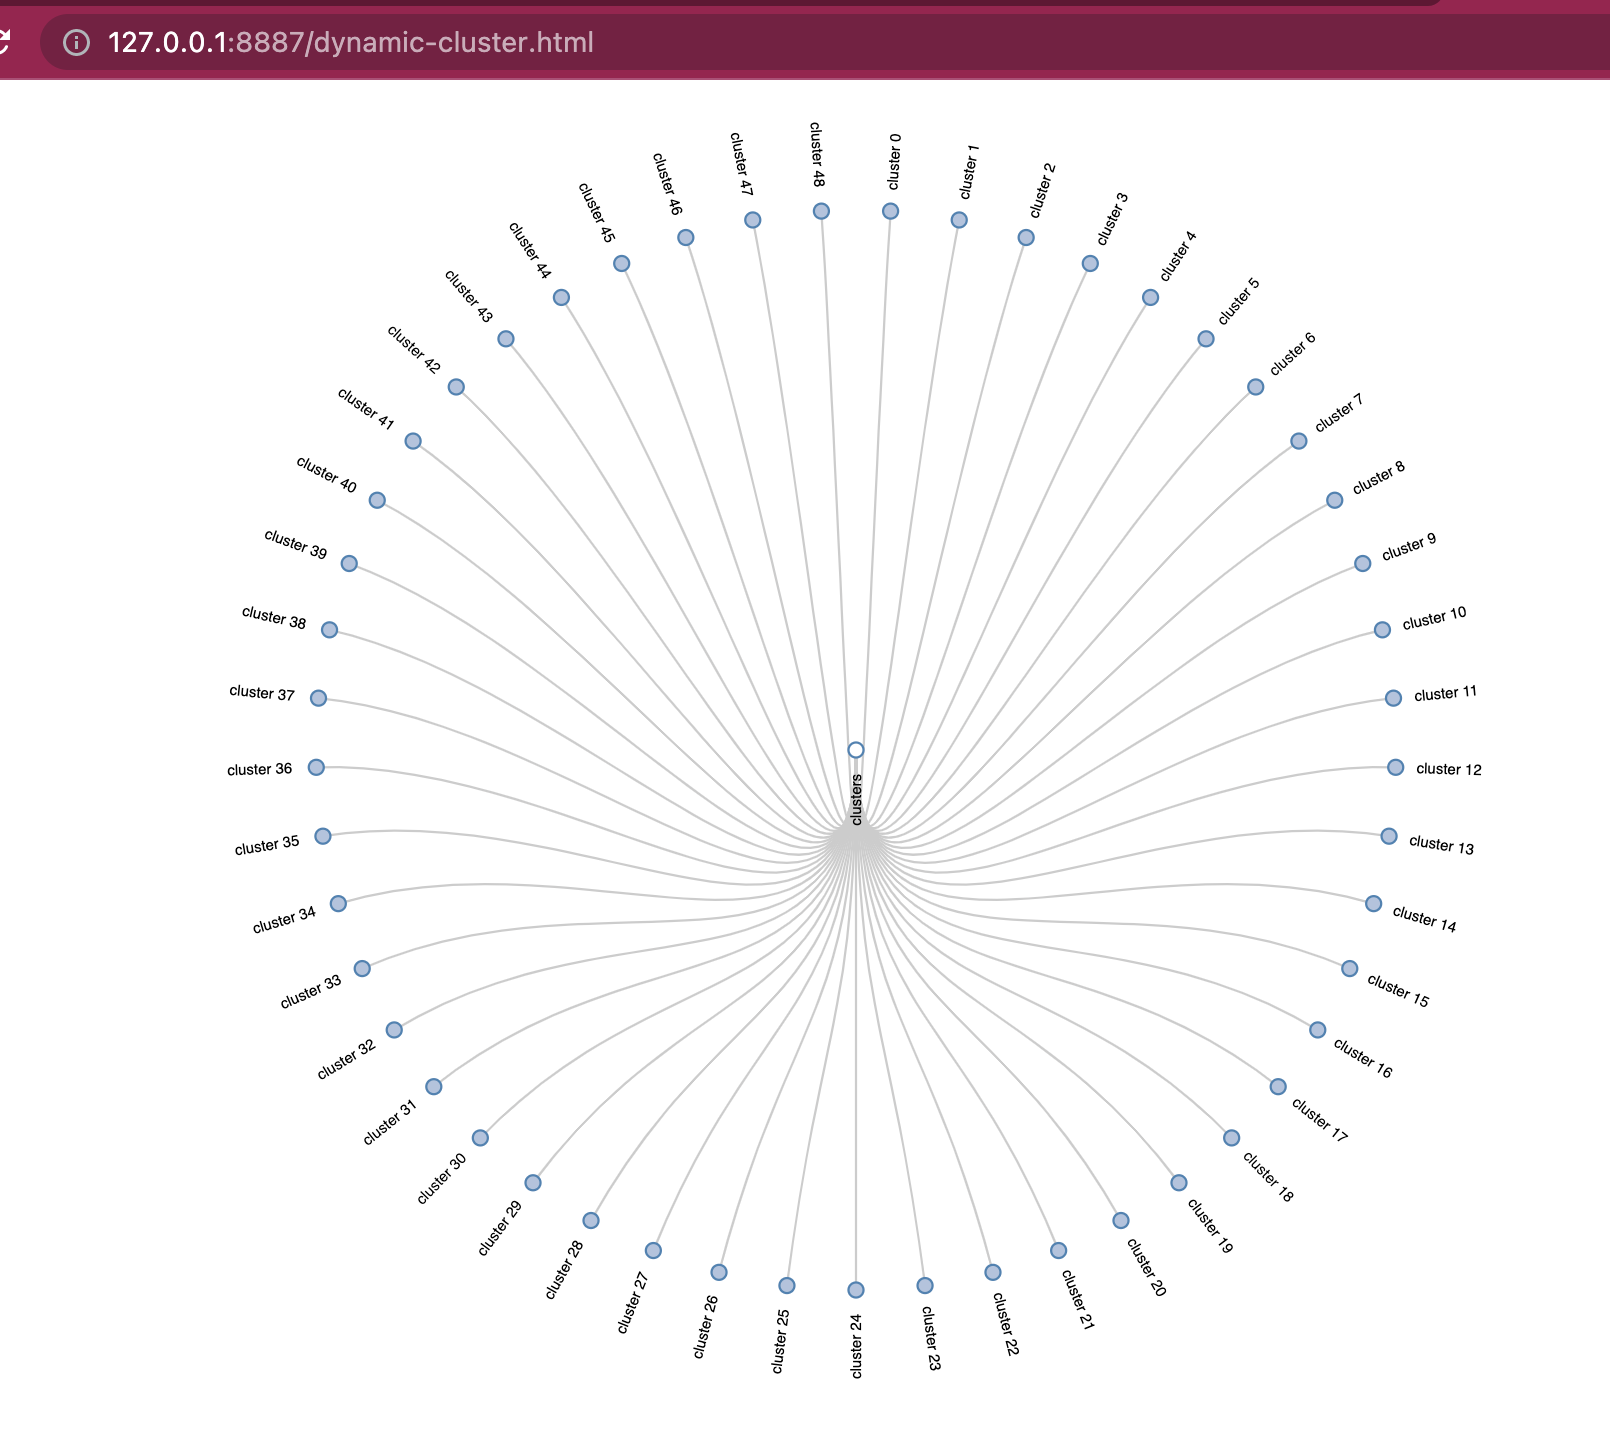 127.0.0.1:8887/dynamic-cluster.html
cluster 0
cluster 1
cluster 2
cluster 3
cluster 4
cluster 5
cluster 6
cluster 7
cluster 8
cluster 9
cluster 10
cluster 11
cluster 12
cluster 13
cluster 14
cluster 15
cluster 16
cluster 17
cluster 18
cluster 19
cluster 20
cluster 21
cluster 22
cluster 23
cluster 24
cluster 25
cluster 26
cluster 27
cluster 28
cluster 29
cluster 30
cluster 31
cluster 32
cluster 33
cluster 34
cluster 35
cluster 36
cluster 37
cluster 38
cluster 39
cluster 40
cluster 41
cluster 42
cluster 43
cluster 44
cluster 45
cluster 46
cluster 47
cluster 48
clusters